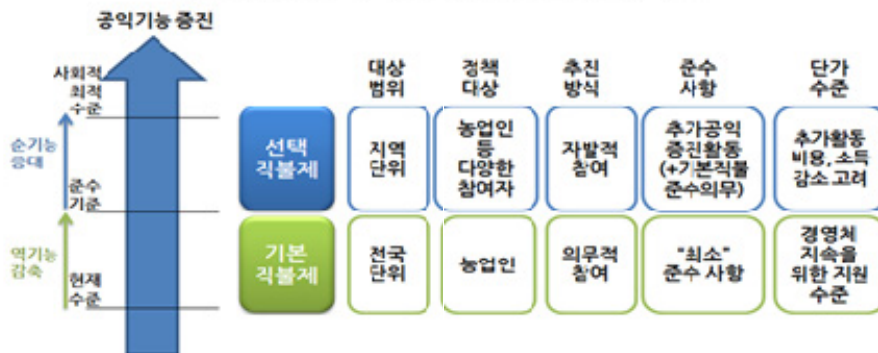 공익기능 증진
사회적
최적
수준
순기능
증대
준수
기준
역기능
감축
현재
수준
대상
범위
정책
대상
추진
방식
준수
사항
단가
수준
선택
직불제
지역
단위
농업인
등
다양한
참여자
자발적
참여
추가공익
증진활동
(+기본직불
준수의무)
추가활동
비용, 소득
감소 고려
기본
직불제
전국
단위
농업인
의무적
참여
"최소"
준수 사항
경영체
지속을
위한 지원
수준